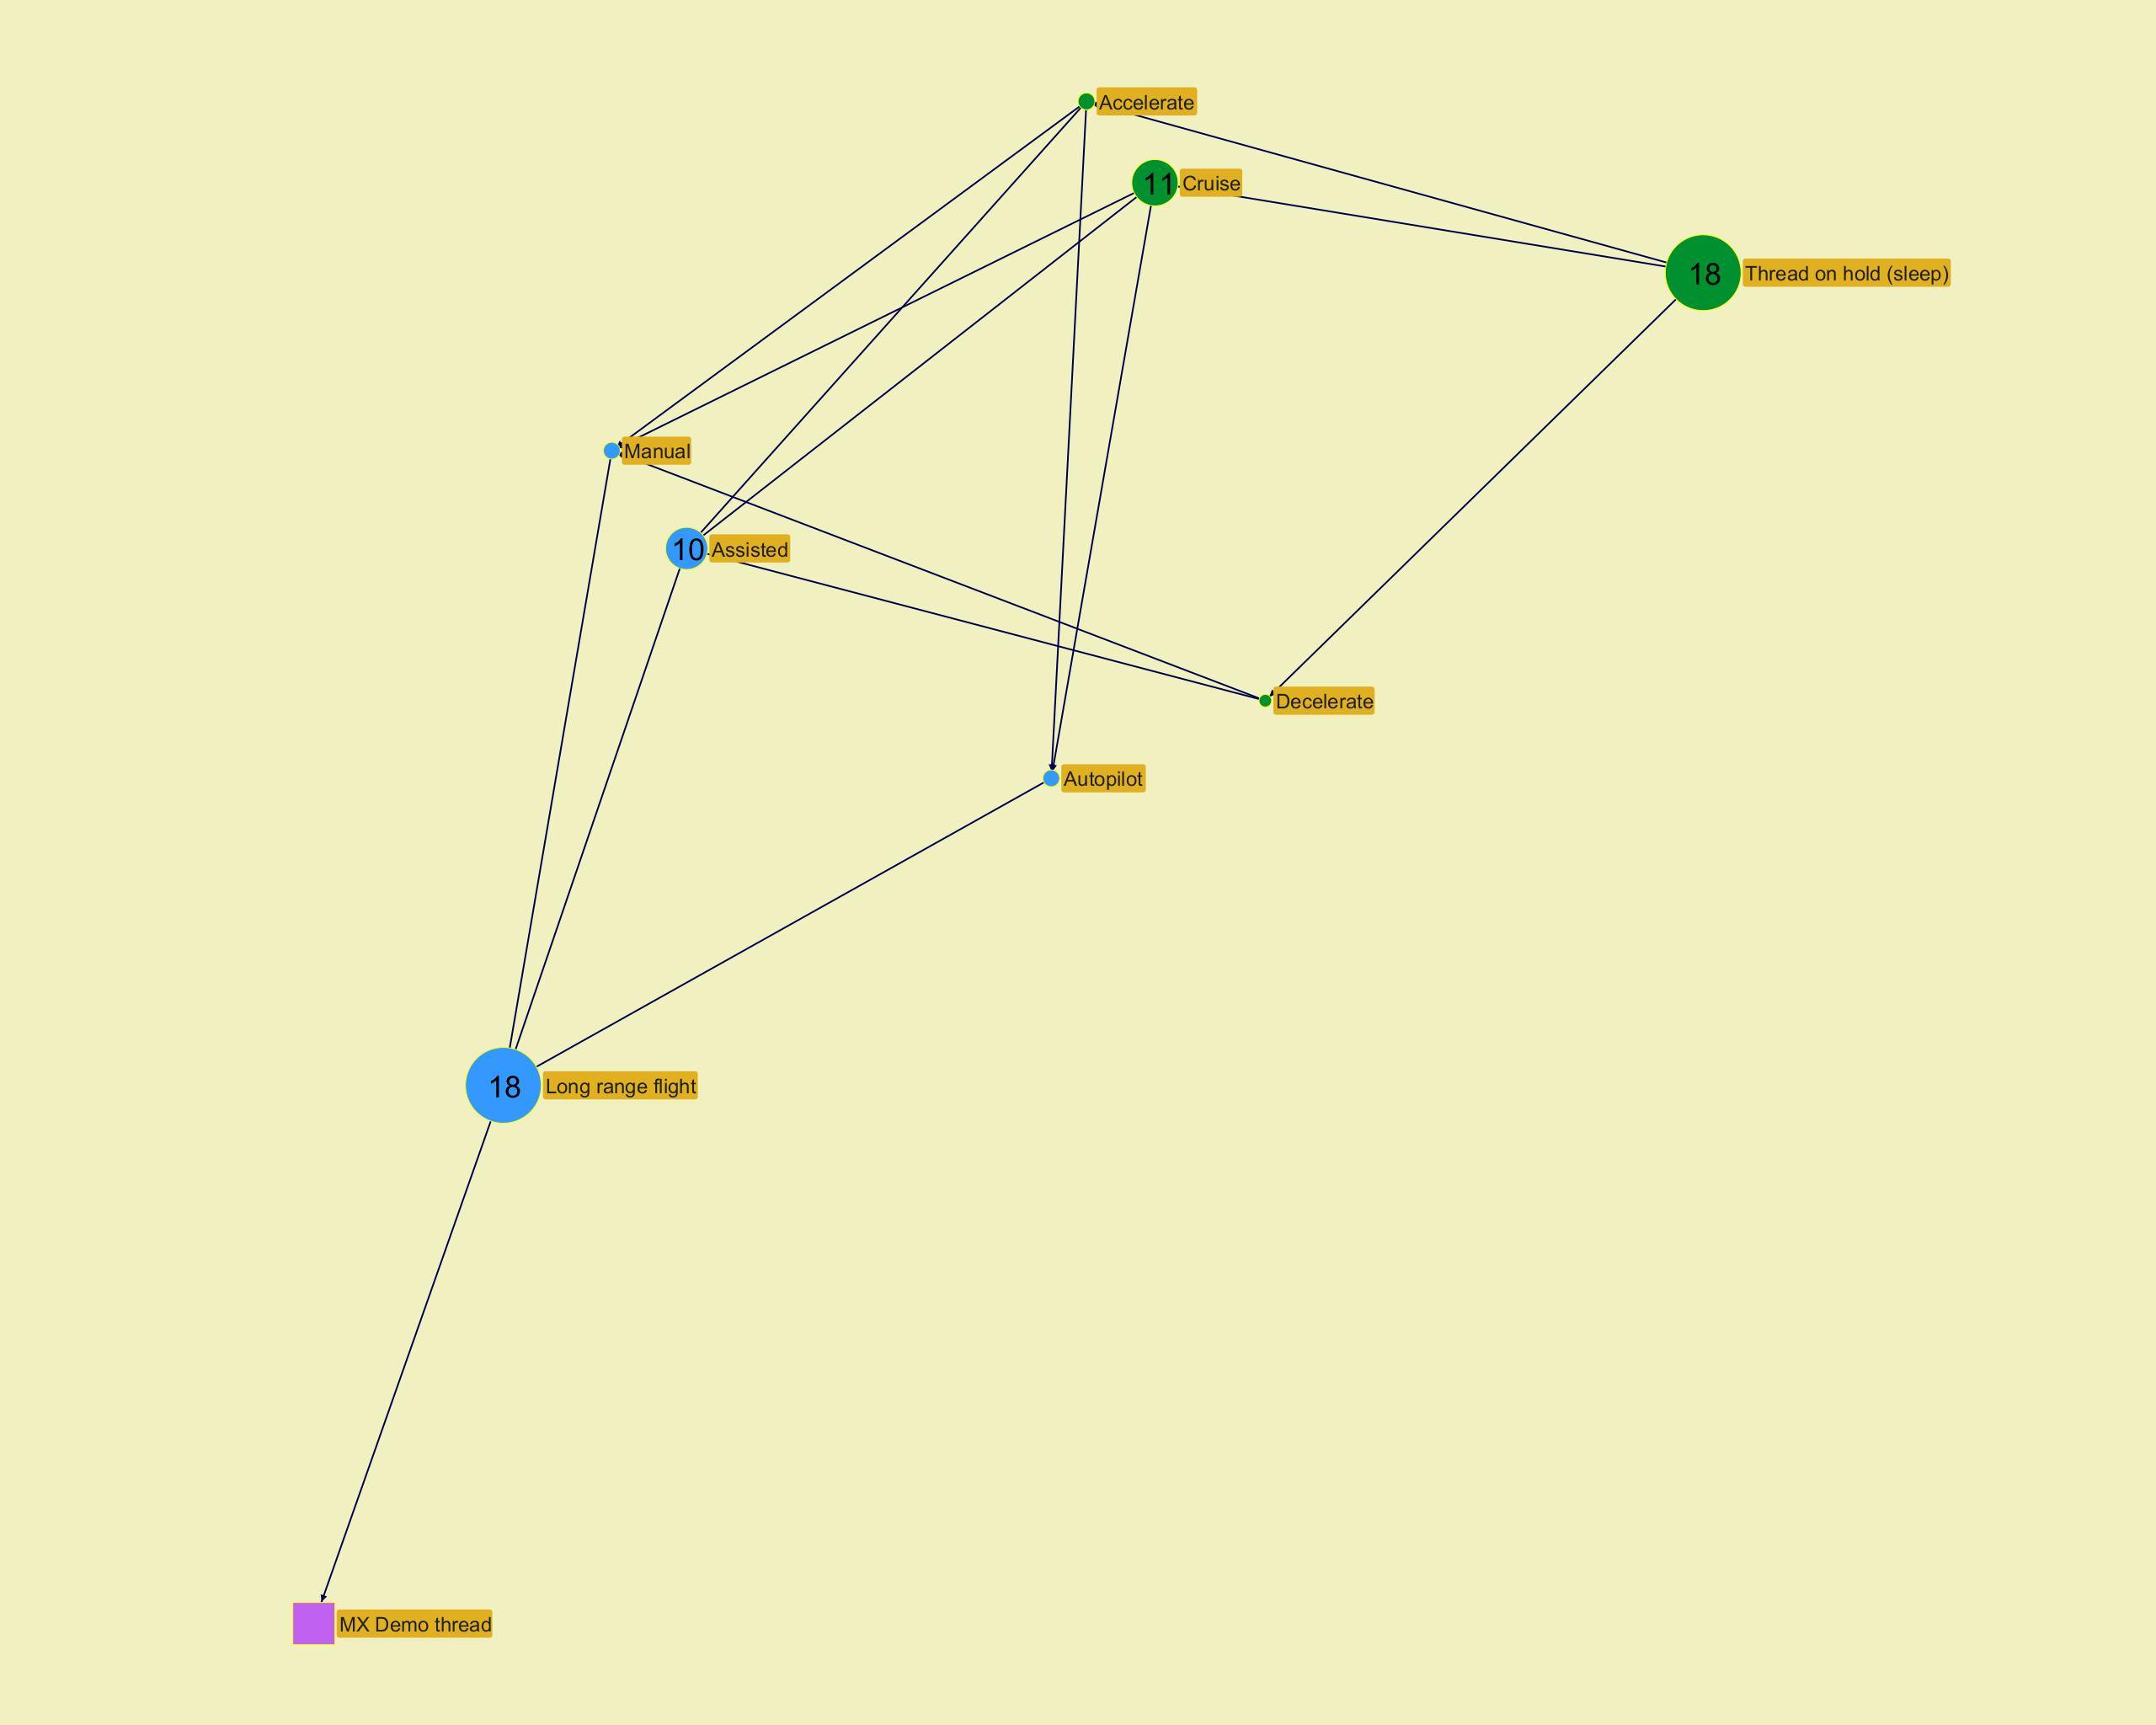 Accelerate
11 Cruise
18 Thread on hold (sleep)
Manual
10 Assisted
Decelerate
Autopilot
18 Long range flight
MX Demo thread